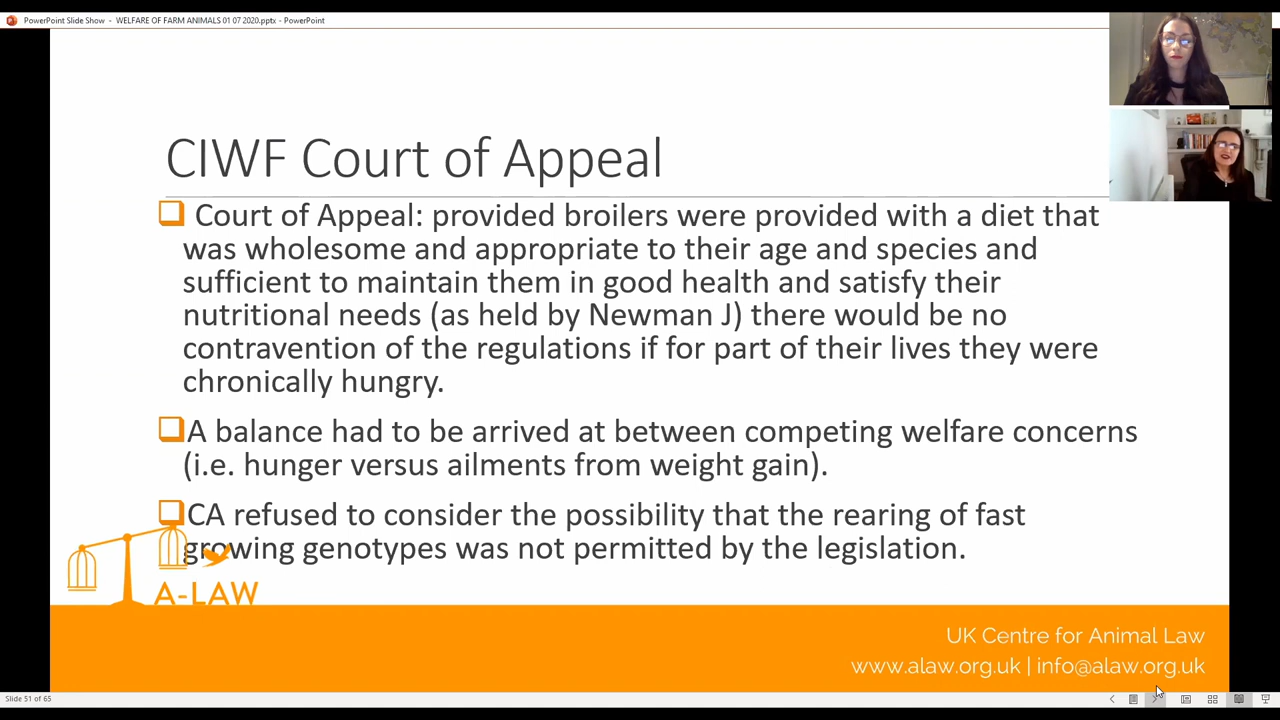 PowerPoint Slide Show - WELFARE OF FARM ANIMALS 01 07 2020.pptx - PowerPoint
CIWF Court of Appeal
Court of Appeal: provided broilers were provided with a diet that
was wholesome and appropriate to their age and species and
sufficient to maintain them in good health and satisfy their
nutritional needs (as held by Newman J) there would be no
contravention of the regulations if for part of their lives they were
chronically hungry.
A balance had to be arrived at between competing welfare concerns
(i.e. hunger versus ailments from weight gain).
CA refused to consider the possibility that the rearing of fast
growing genotypes was not permitted by the legislation.
A-LAW
UK Centre for Animal Law
www.alaw.org.uk | info@alaw.org.uk
Slide 51 of 65